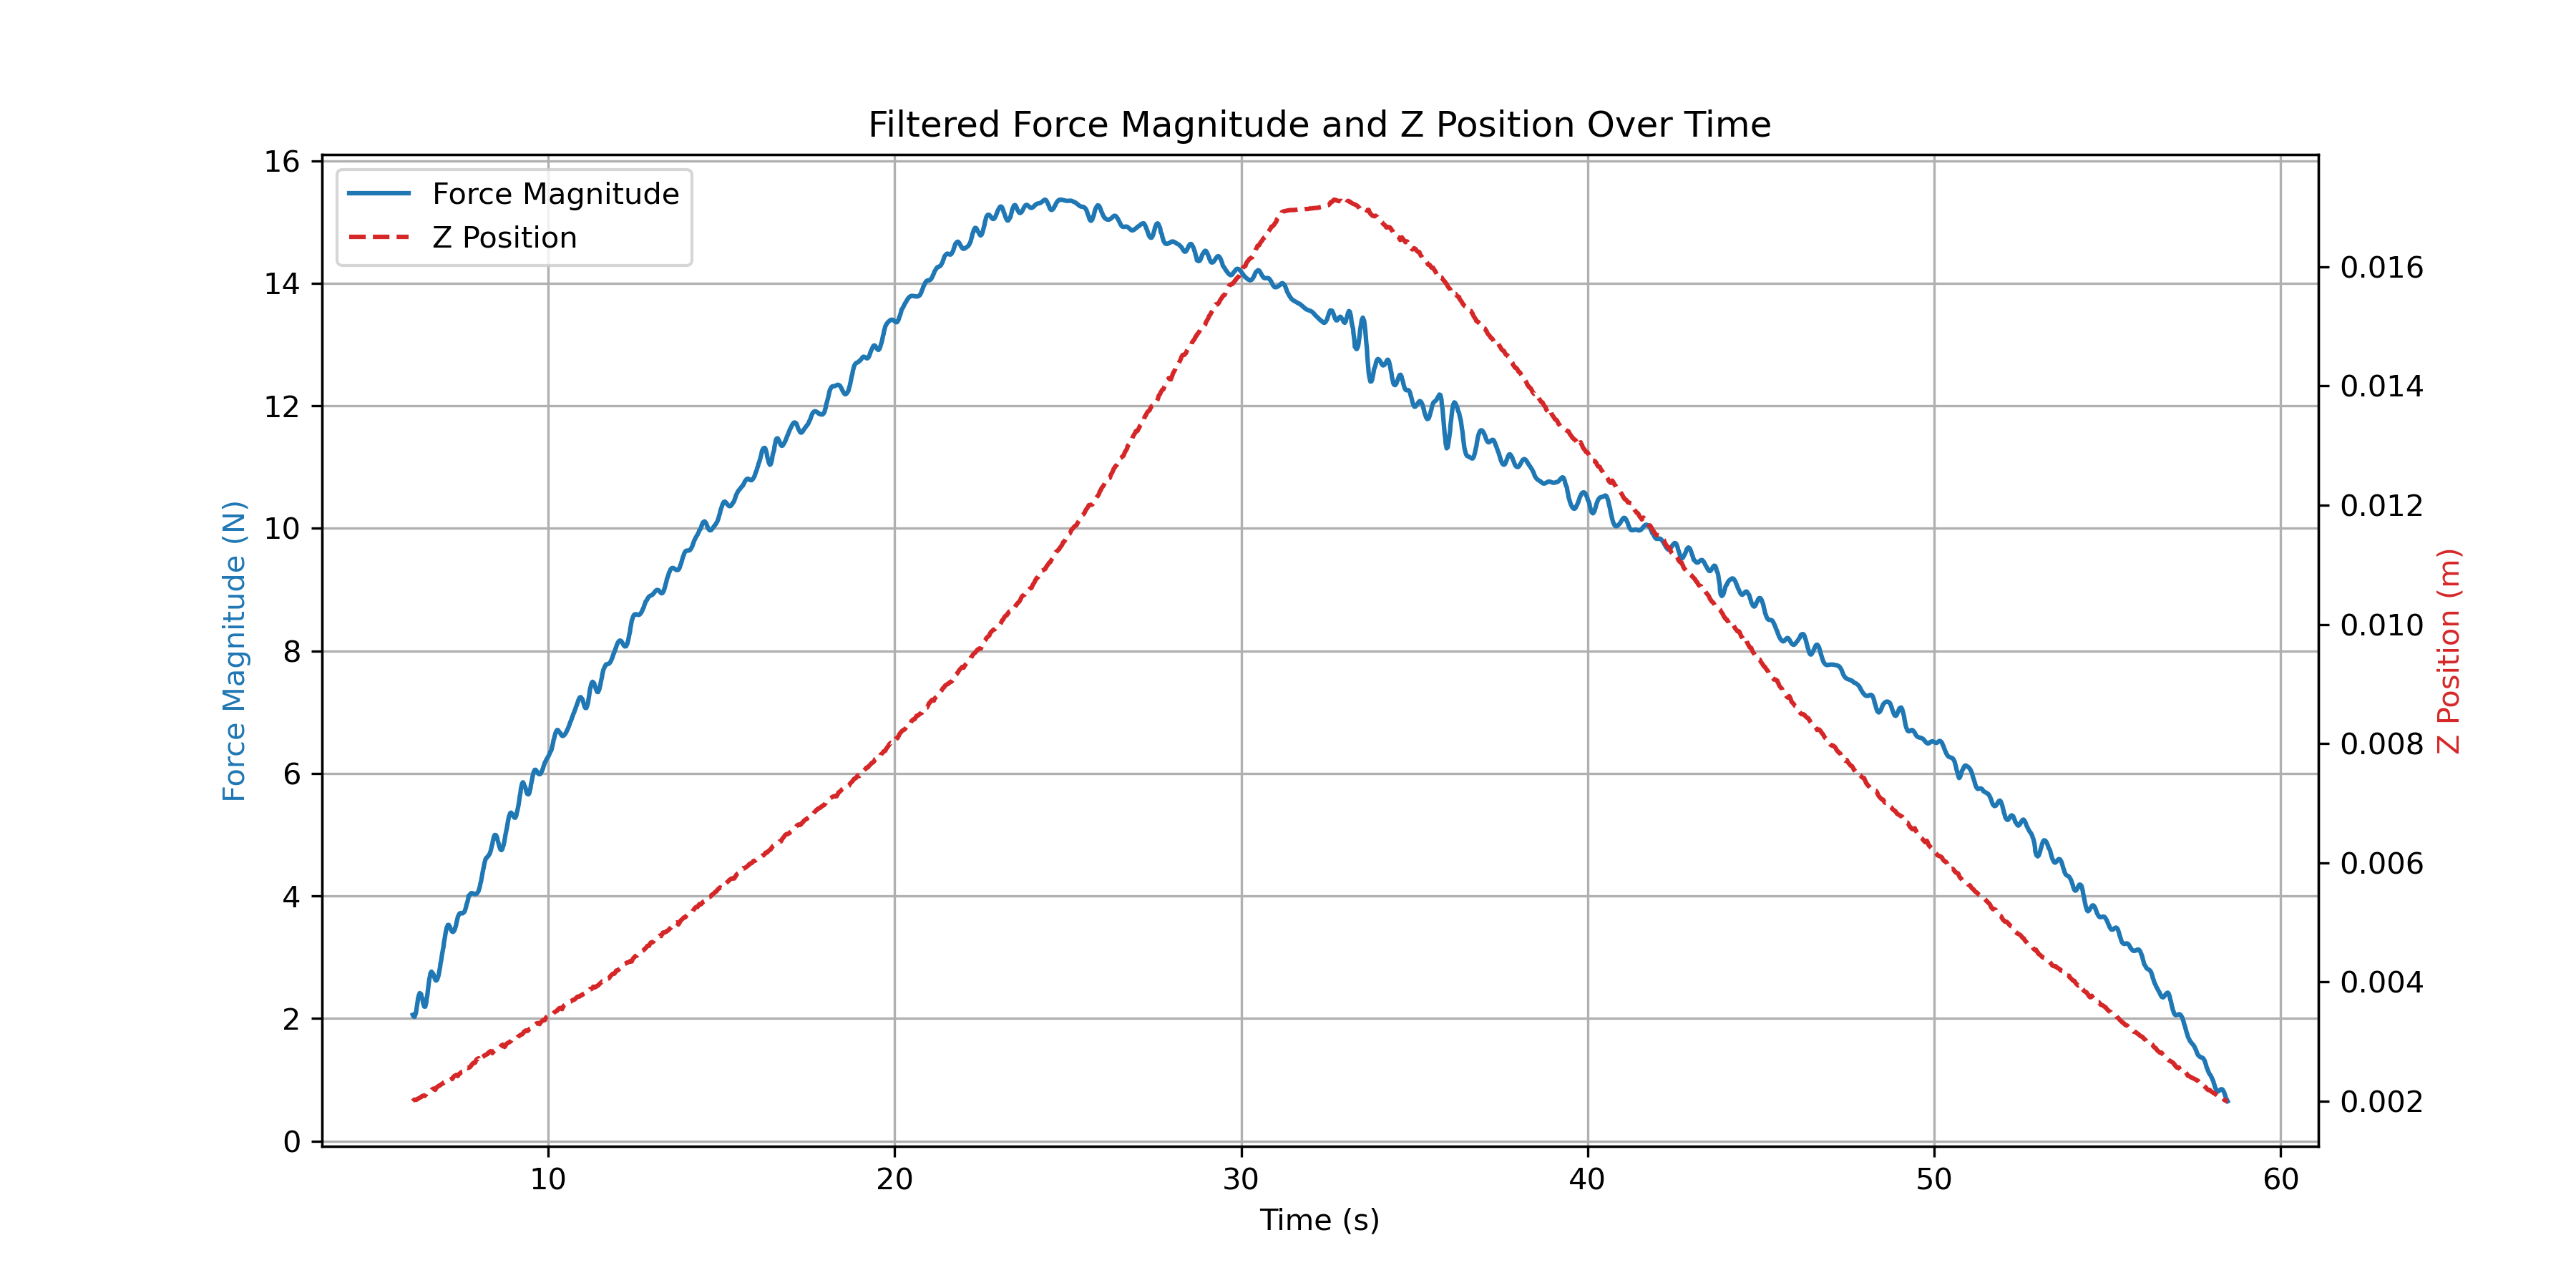 Filtered Force Magnitude and Z Position Over Time
Force Magnitude
Z Position
Force Magnitude (N)
16
14
12
10
8
6
4
2
0
0.016
0.014
0.012
0.010
0.008
0.006
0.004
0.002
Z Position (m)
10 20 30 40 50 60
Time (s)